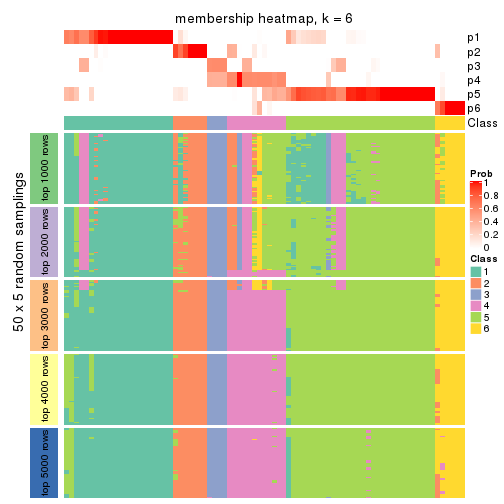 membership heatmap, k = 6
p1
p2
p3
p4
p5
p6
Class
50 x 5 random samplings
top 1000 rows
top 2000 rows
top 3000 rows
top 4000 rows
top 5000 rows
Prob
1
0.8
0.6
0.4
0.2
0
Class
1
2
3
4
5
6